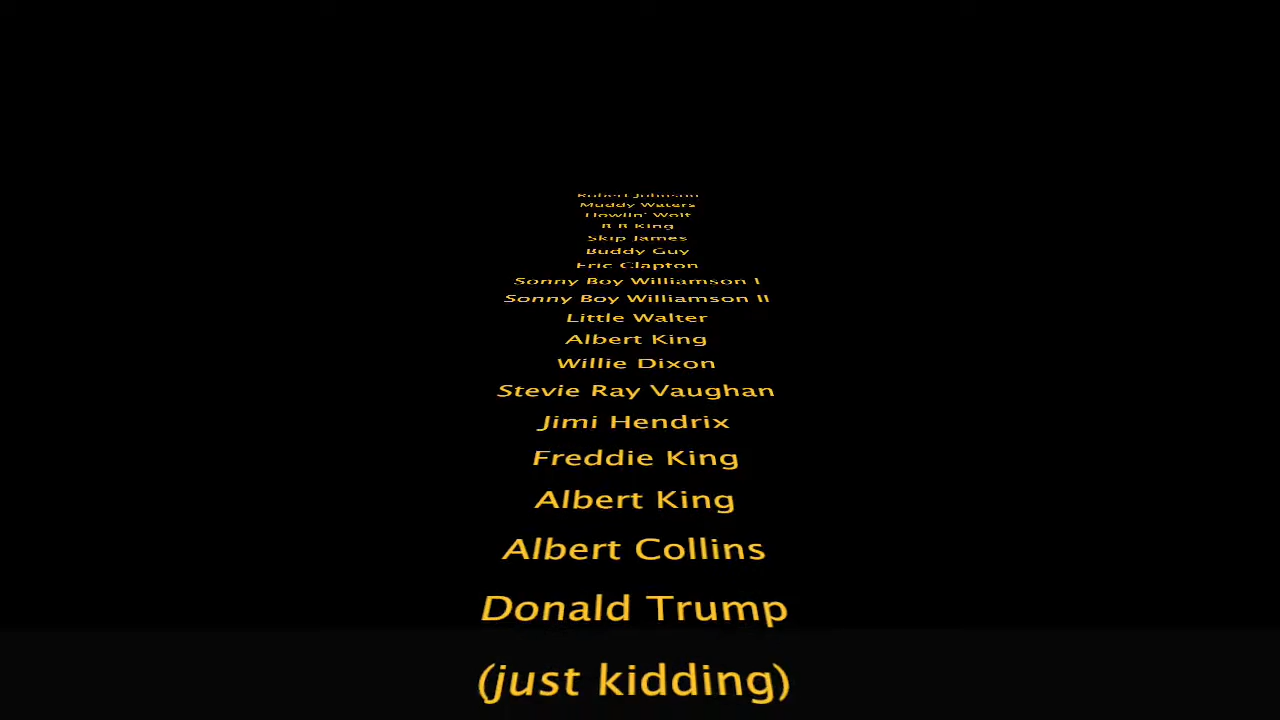 Robert Johnson
Muddy Waters
Howlin' Wolf
B B King
Skip James
Buddy Guy
Eric Clapton
Sonny Boy Williamson I
Sonny Boy Williamson II
Little Walter
Albert King
Willie Dixon
Stevie Ray Vaughan
Jimi Hendrix
Freddie King
Albert King
Albert Collins
Donald Trump
(just kidding)